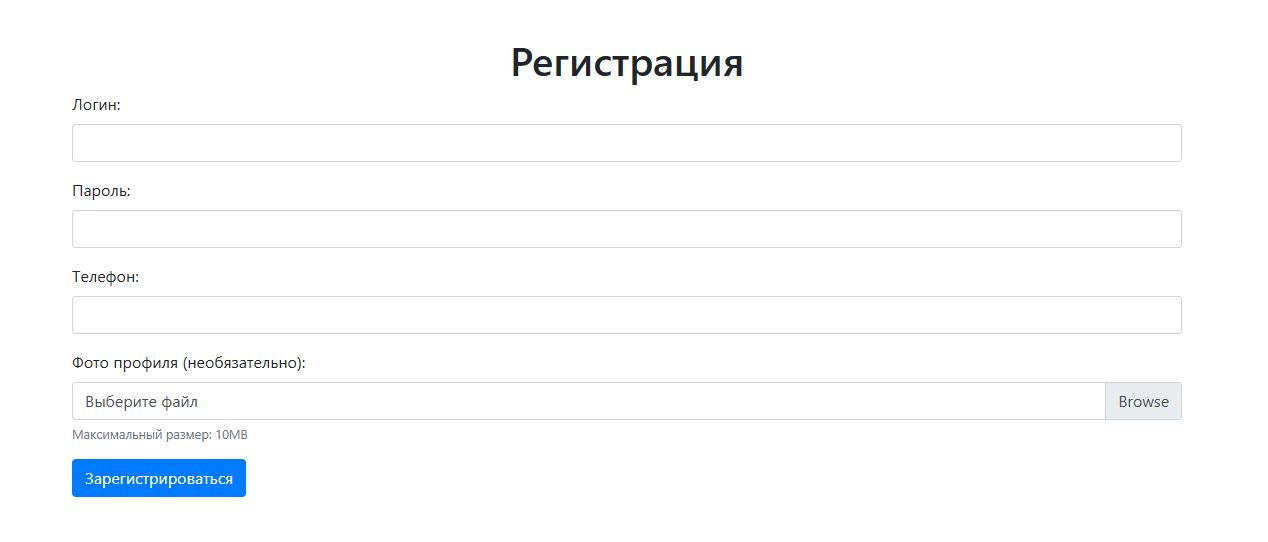 Регистрация
Логин:
Пароль:
Телефон:
Фото профиля (необязательно):
Выберите файл Browse
Максимальный размер: 10MB
Зарегистрироваться